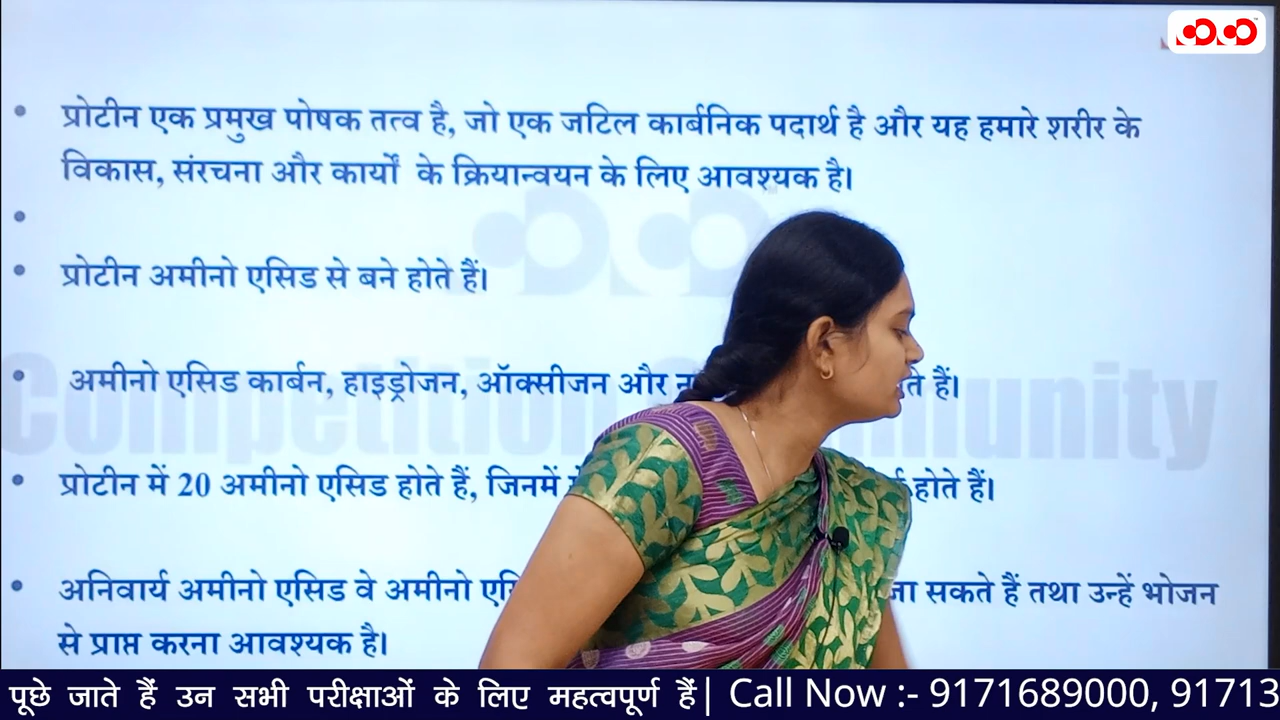 प्रोटीन एक प्रमुख पोषक तत्व है, जो एक जटिल कार्बनिक पदार्थ है और यह हमारे शरीर के
विकास, संरचना और कार्यों के क्रियान्वयन के लिए आवश्यक है।
प्रोटीन अमीनो एसिड से बने होते हैं।
अमीनो एसिड कार्बन, हाइड्रोजन, ऑक्सीजन और हैं।
प्रोटीन में 20 अमीनो एसिड होते हैं, जिनमें होते हैं।
अनिवार्य अमीनो एसिड वे अमीनो जा सकते हैं तथा उन्हें भोजन
से प्राप्त करना आवश्यक है।
पूछे जाते हैं उन सभी परीक्षाओं के लिए महत्वपूर्ण हैं| Call Now :- 9171689000, 91713